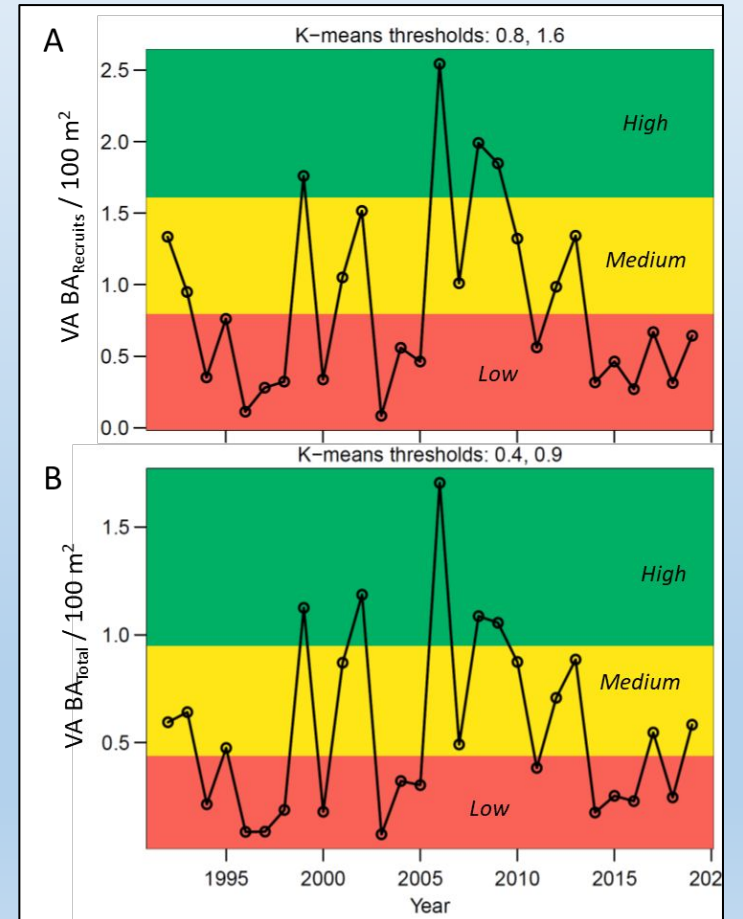 A
K−means thresholds: 0.8, 1.6
VA BA_Recruits / 100 m²
2.5
2.0
1.5
1.0
0.5
0.0
High
Medium
Low
B
K−means thresholds: 0.4, 0.9
VA BA_Total / 100 m²
1.5
1.0
0.5
High
Medium
Low
1995 2000 2005 2010 2015 202
Year